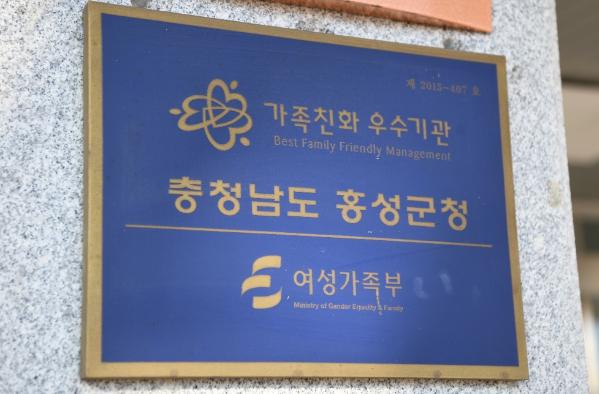 제 2015-407 호
가족친화 우수기관
Best Family Friendly Management
충청남도 홍성군청
여성가족부
Ministry of Gender Equality & Family